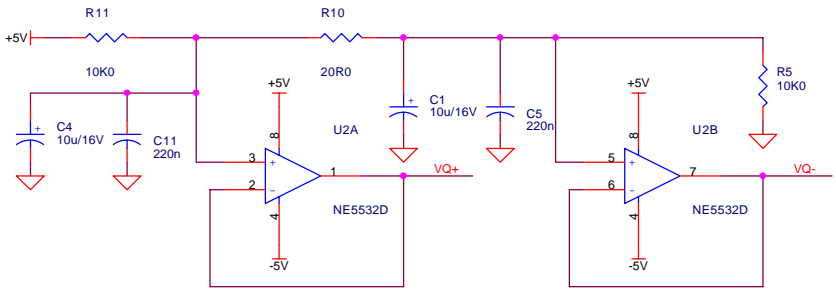 R11
R10
+5V
10K0
20R0
R5
10K0
C4
10u/16V
C11
220n
+5V
U2A
C1
10u/16V
C5
220n
+5V
U2B
8
3
+
2
−
1
VQ+
4
NE5532D
-5V
8
5
+
6
−
7
VQ-
4
NE5532D
-5V
+
+